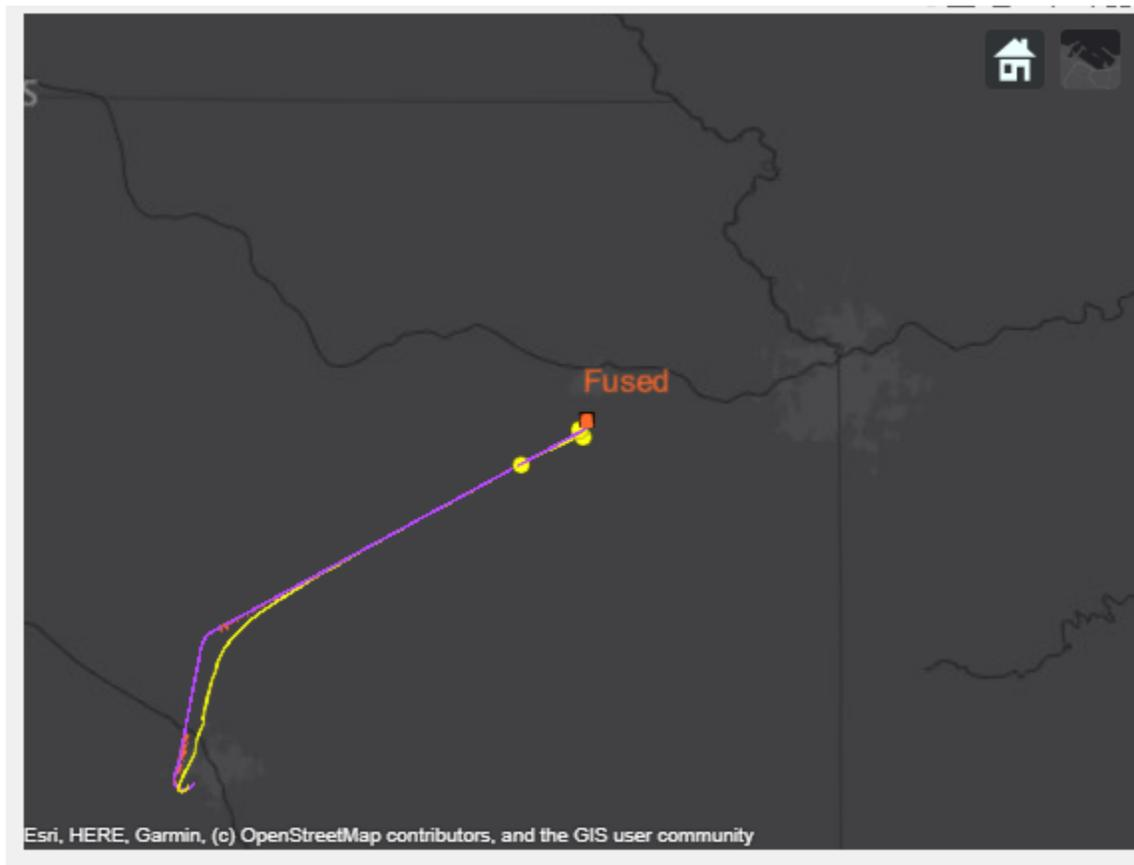 S
Fused
Esri, HERE, Garmin, (c) OpenStreetMap contributors, and the GIS user community